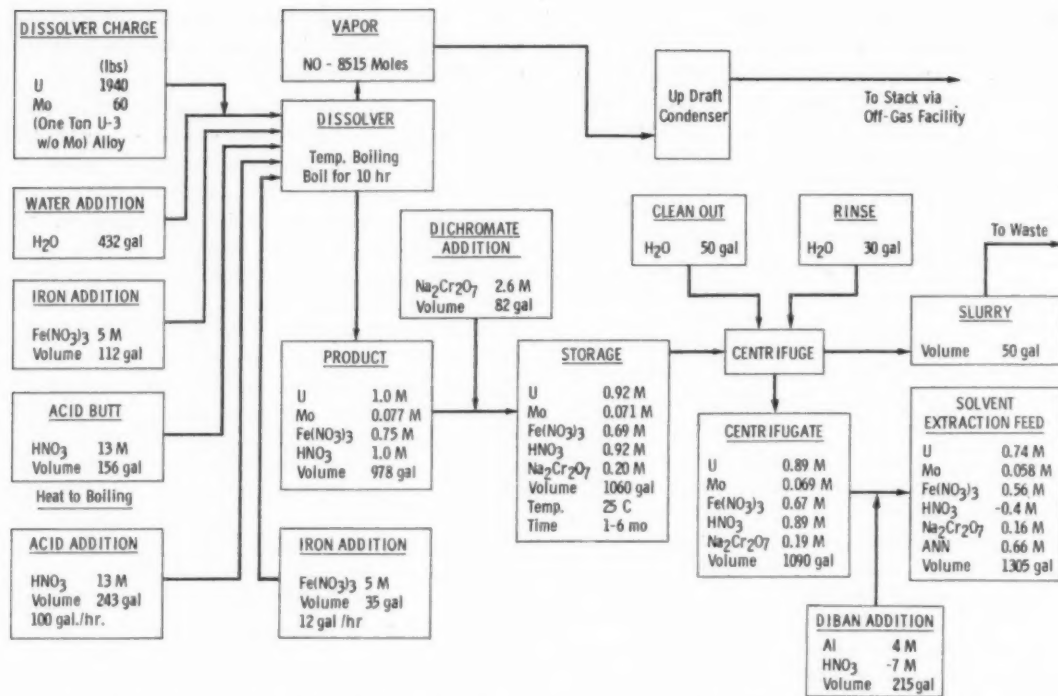 DISSOLVER CHARGE
(lbs)
U 1940
Mo 60
(One Ton U-3
w/o Mo) Alloy
WATER ADDITION
H₂O 432 gal
IRON ADDITION
Fe(NO₃)₃ 5 M
Volume 112 gal
ACID BUTT
HNO₃ 13 M
Volume 156 gal
Heat to Boiling
ACID ADDITION
HNO₃ 13 M
Volume 243 gal
100 gal./hr.
VAPOR
NO - 8515 Moles
DISSOLVER
Temp. Boiling
Boil for 10 hr
Up Draft
Condenser
To Stack via
Off-Gas Facility
PRODUCT
U 1.0 M
Mo 0.077 M
Fe(NO₃)₃ 0.75 M
HNO₃ 1.0 M
Volume 978 gal
IRON ADDITION
Fe(NO₃)₃ 5 M
Volume 35 gal
12 gal /hr
DICHROMATE
ADDITION
Na₂Cr₂O₇ 2.6 M
Volume 82 gal
STORAGE
U 0.92 M
Mo 0.071 M
Fe(NO₃)₃ 0.69 M
HNO₃ 0.92 M
Na₂Cr₂O₇ 0.20 M
Volume 1060 gal
Temp. 25 C
Time 1-6 mo
CLEAN OUT
H₂O 50 gal
RINSE
H₂O 30 gal
CENTRIFUGE
To Waste
SLURRY
Volume 50 gal
CENTRIFUGATE
U 0.89 M
Mo 0.069 M
Fe(NO₃)₃ 0.67 M
HNO₃ 0.89 M
Na₂Cr₂O₇ 0.19 M
Volume 1090 gal
SOLVENT
EXTRACTION FEED
U 0.74 M
Mo 0.058 M
Fe(NO₃)₃ 0.56 M
HNO₃ -0.4 M
Na₂Cr₂O₇ 0.16 M
ANN 0.66 M
Volume 1305 gal
DIBAN ADDITION
Al 4 M
HNO₃ -7 M
Volume 215 gal